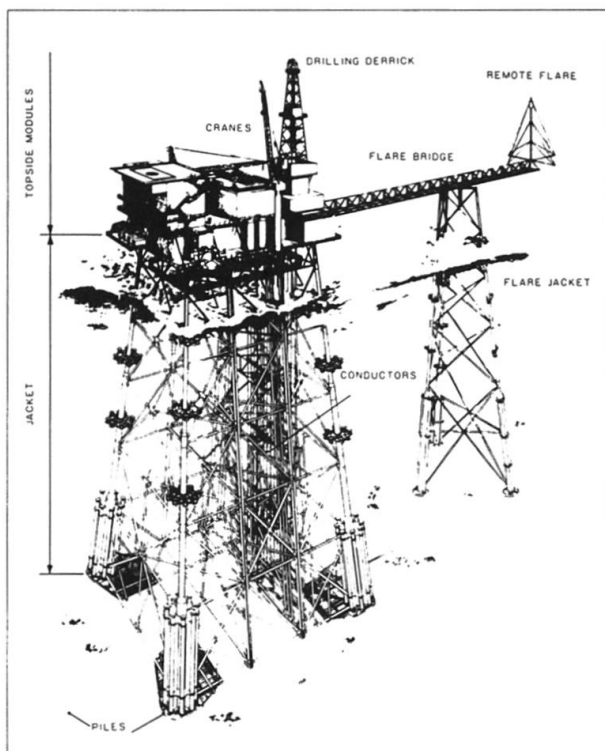 DRILLING DERRICK
REMOTE FLARE
CRANES
FLARE BRIDGE
TOPSIDE MODULES
FLARE JACKET
CONDUCTORS
JACKET
PILES